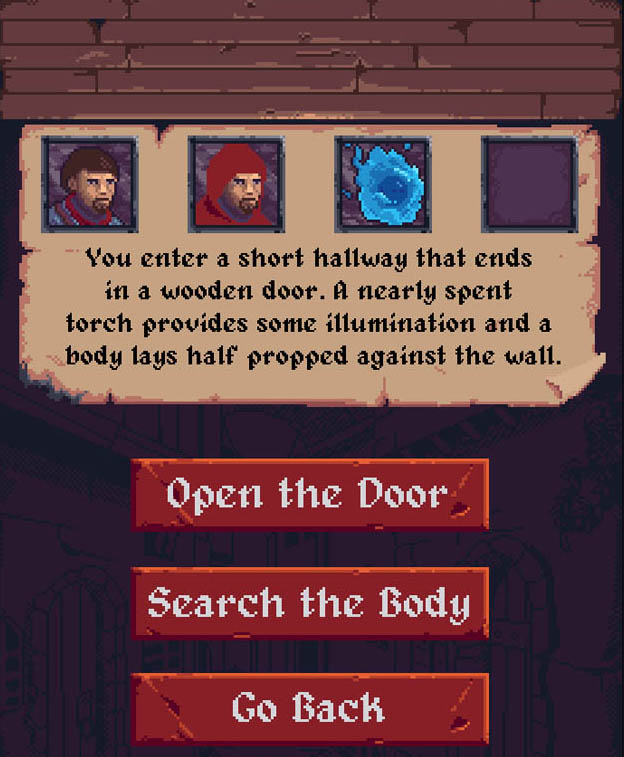 You enter a short hallway that ends
in a wooden door. A nearly spent
torch provides some illumination and a
body lays half propped against the wall.
Open the Door
Search the Body
Go Back